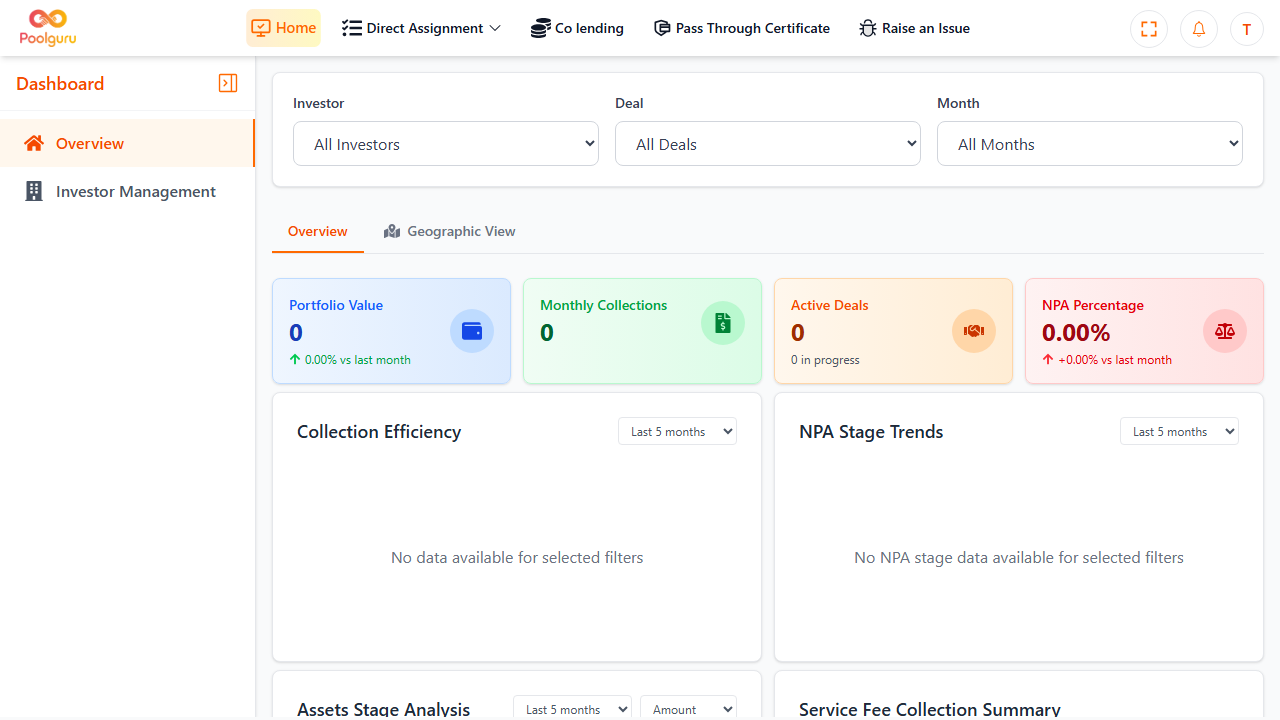 Poolguru
Home
Direct Assignment
Co lending
Pass Through Certificate
Raise an Issue
T
Dashboard
Overview
Investor Management
Investor
Deal
Month
All Investors
All Deals
All Months
Overview
Geographic View
Portfolio Value
0
0.00% vs last month
Monthly Collections
0
Active Deals
0
0 in progress
NPA Percentage
0.00%
+0.00% vs last month
Collection Efficiency
Last 5 months
No data available for selected filters
NPA Stage Trends
Last 5 months
No NPA stage data available for selected filters
Assets Stage Analysis
Last 5 months
Amount
Service Fee Collection Summary